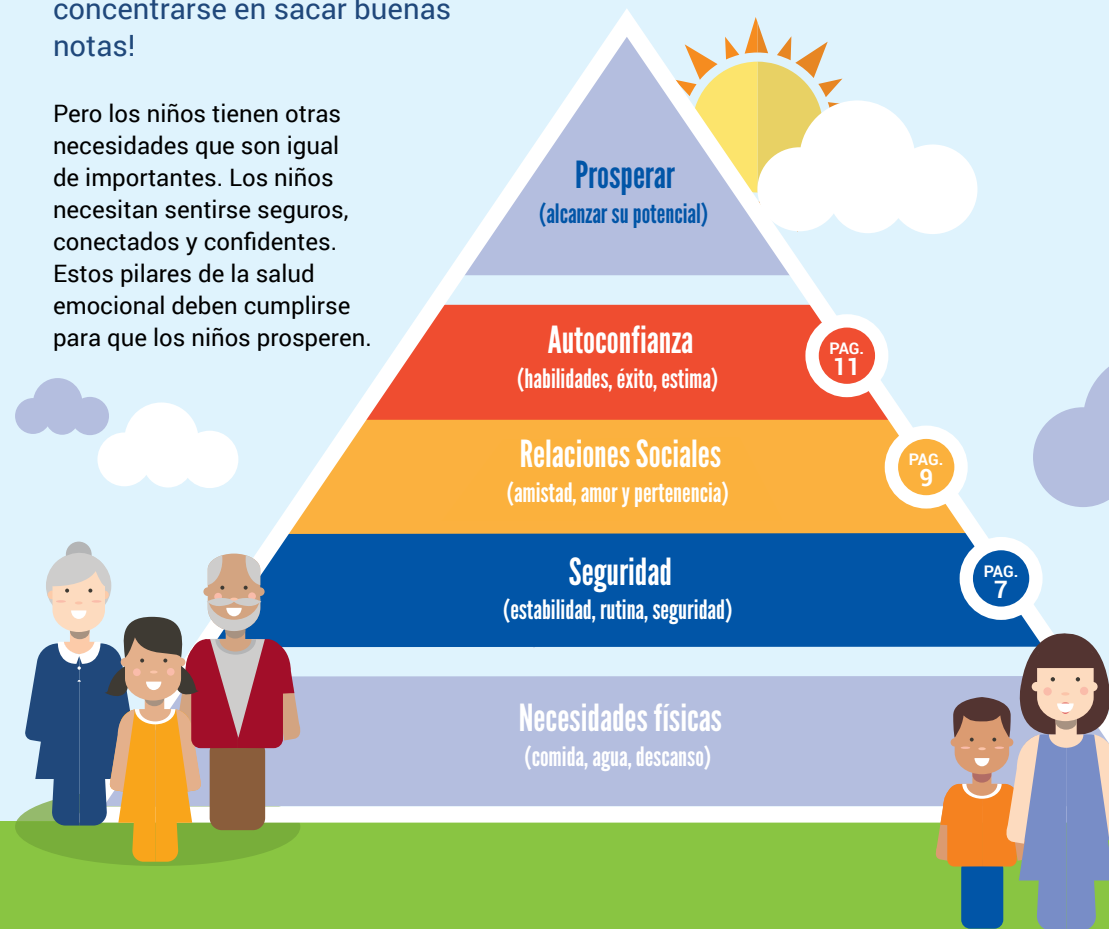 concentrarse en sacar buenas
notas!
Pero los niños tienen otras
necesidades que son igual
de importantes. Los niños
necesitan sentirse seguros,
conectados y confidentes.
Estos pilares de la salud
emocional deben cumplirse
para que los niños prosperen.
Prosperar
(alcanzar su potencial)
Autoconfianza
(habilidades, éxito, estima)
PAG.
11
Relaciones Sociales
(amistad, amor y pertenencia)
PAG.
9
Seguridad
(estabilidad, rutina, seguridad)
PAG.
7
Necesidades físicas
(comida, agua, descanso)